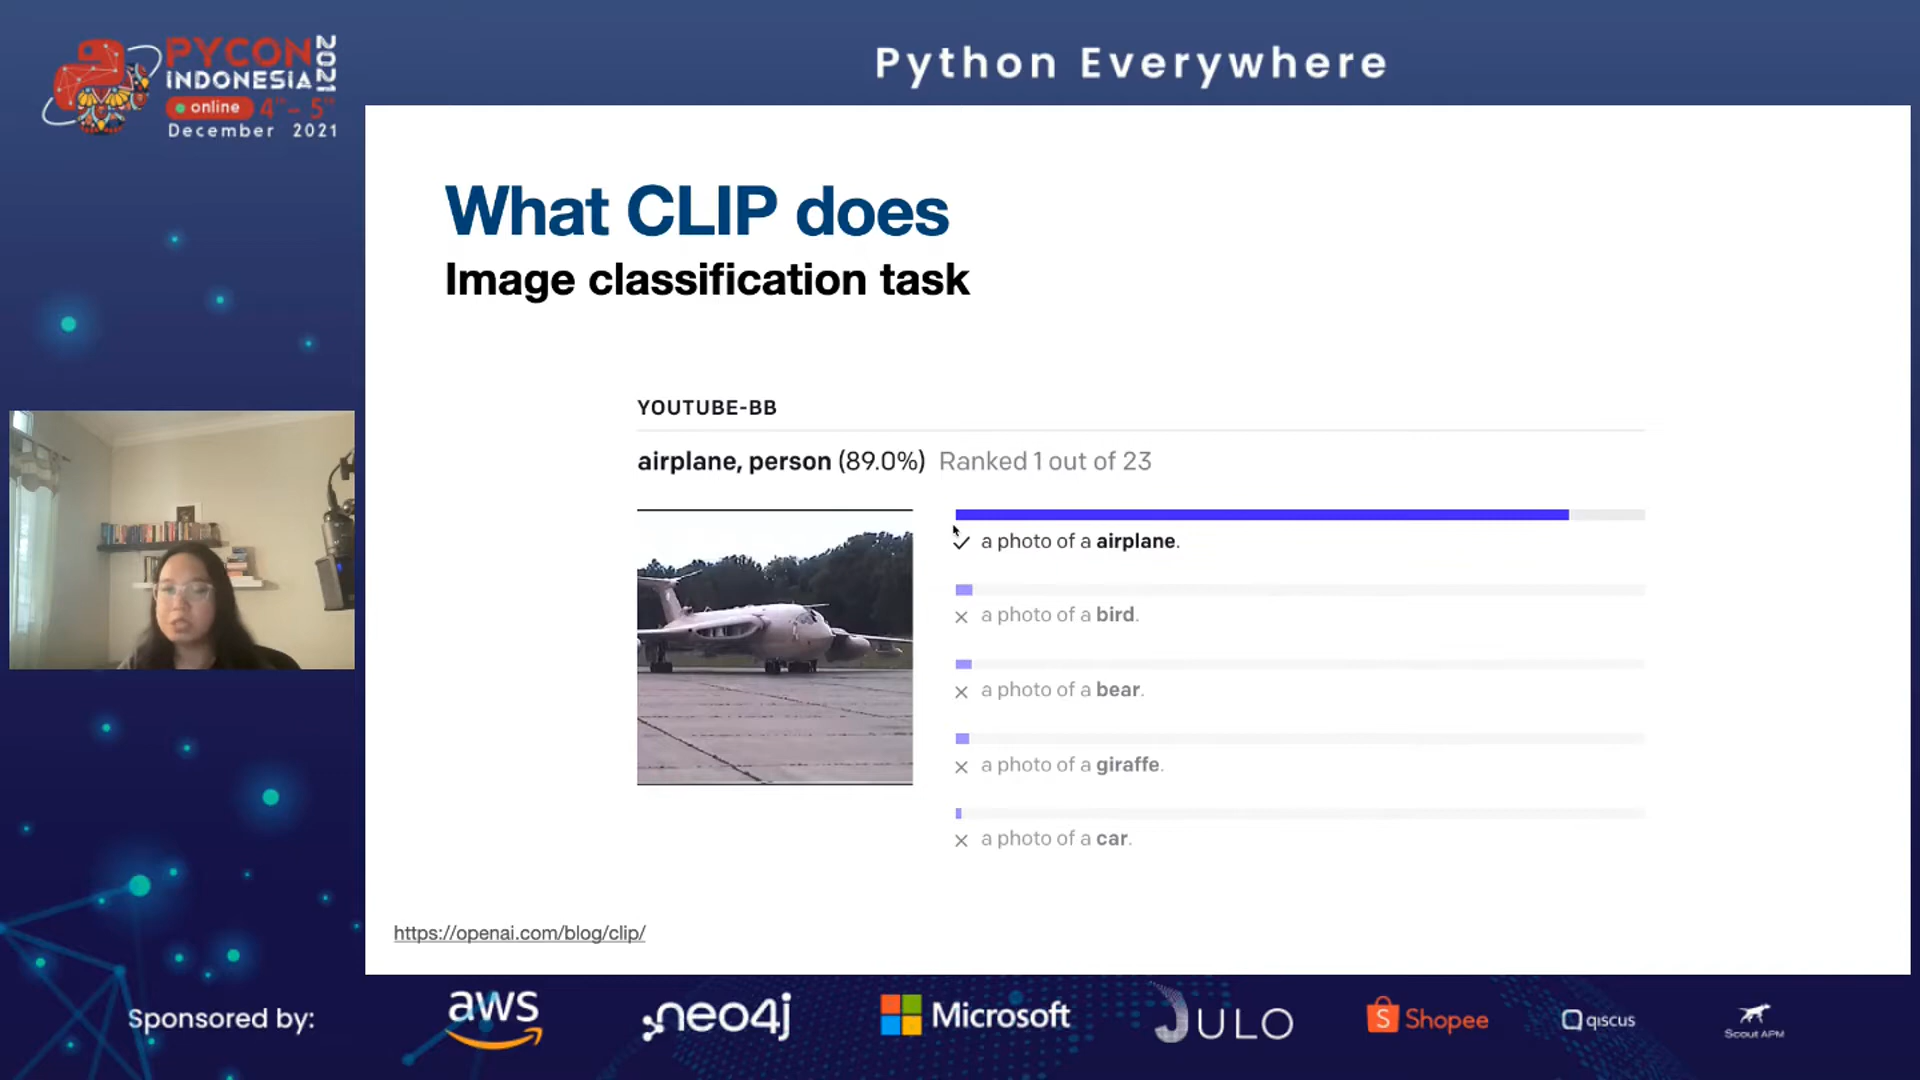 PYCON
INDONESIA
2021
online 4th - 5th
December 2021
Python Everywhere
What CLIP does
Image classification task
YOUTUBE-BB
airplane, person (89.0%) Ranked 1 out of 23
a photo of a airplane.
a photo of a bird.
a photo of a bear.
a photo of a giraffe.
a photo of a car.
https://openai.com/blog/clip/
Sponsored by:
aws
neo4j
Microsoft
JULO
Shopee
qiscus
Scout APM